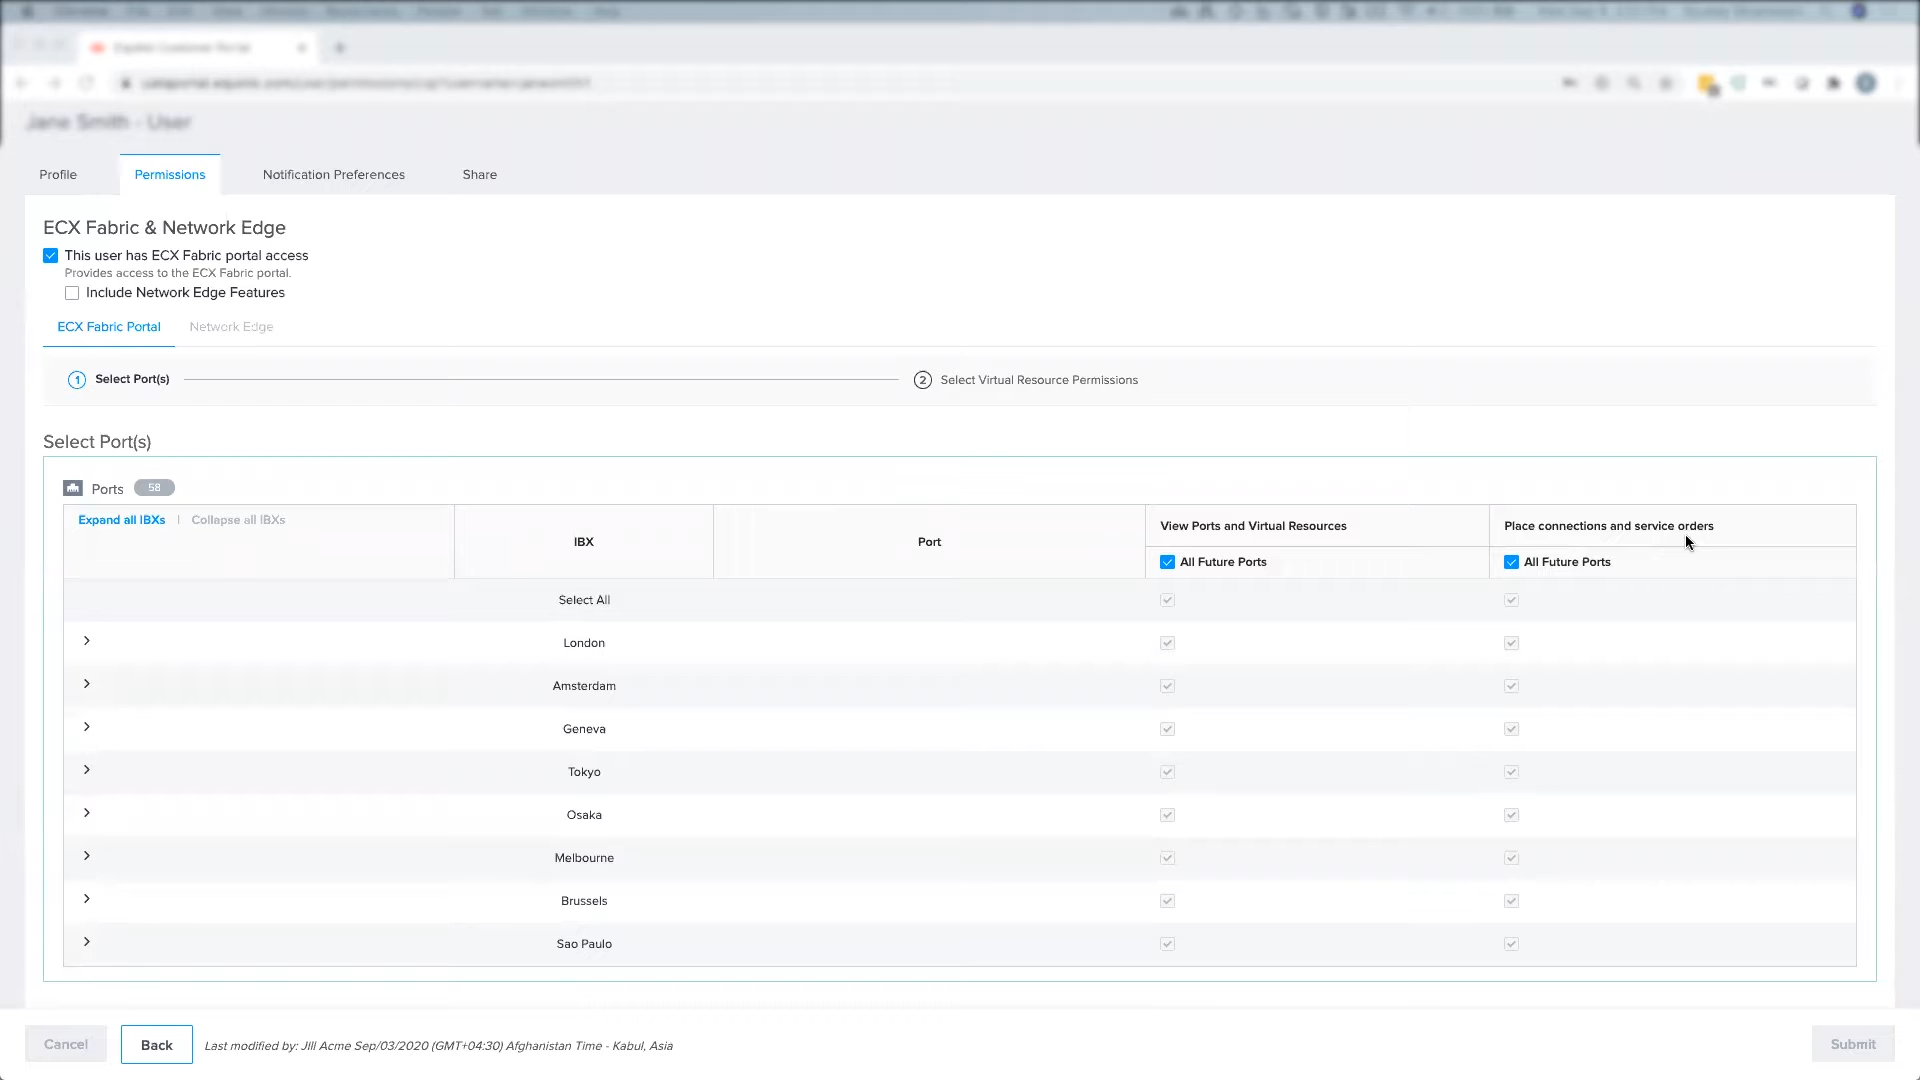 Jane Smith - User
Profile
Permissions
Notification Preferences
Share
ECX Fabric & Network Edge
This user has ECX Fabric portal access
Provides access to the ECX Fabric portal.
Include Network Edge Features
ECX Fabric Portal
Network Edge
1 Select Port(s)
2 Select Virtual Resource Permissions
Select Port(s)
Ports 58
Expand all IBXs | Collapse all IBXs
IBX
Port
View Ports and Virtual Resources
Place connections and service orders
All Future Ports
All Future Ports
Select All
London
Amsterdam
Geneva
Tokyo
Osaka
Melbourne
Brussels
Sao Paulo
Cancel
Back
Last modified by: JIll Acme Sep/03/2020 (GMT+04:30) Afghanistan Time - Kabul, Asia
Submit